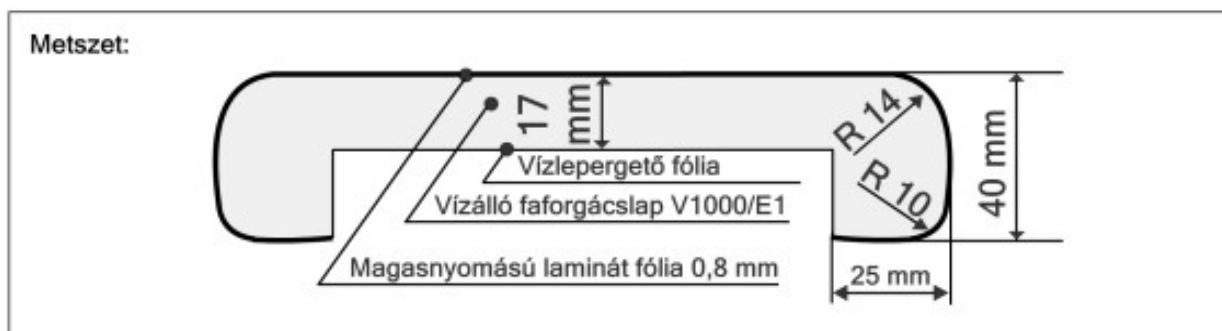 Metszet:
17 mm
R 14
40 mm
Vízlepergető fólia
R 10
Vízálló faforgácslap V1000/E1
Magasnyomású laminát fólia 0,8 mm
25 mm